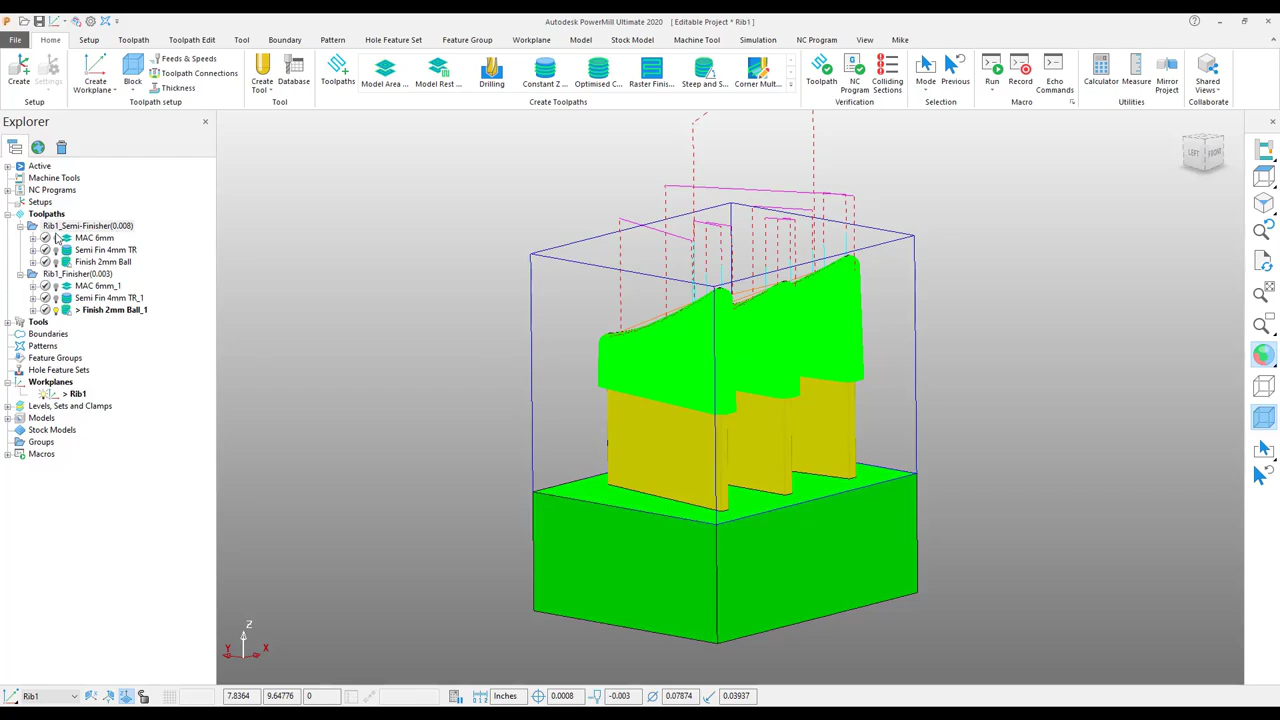 Autodesk PowerMill Ultimate 2020 [ Editable Project * Rib1 ]
File Home Setup Toolpath Toolpath Edit Tool Boundary Pattern Hole Feature Set Feature Group Workplane Model Stock Model Machine Tool Simulation NC Program View Mike
Create
Settings
Setup
Create Workplane
Block
Feeds & Speeds
Toolpath Connections
Thickness
Toolpath setup
Create Tool
Database
Tool
Toolpaths
Model Area ...
Model Rest ...
Drilling
Constant Z ...
Optimised C...
Raster Finis...
Steep and S...
Corner Mult...
Create Toolpaths
Toolpath
NC Program
Colliding Sections
Verification
Mode
Previous
Selection
Run
Record
Echo Commands
Macro
Calculator
Measure
Mirror Project
Utilities
Shared Views
Collaborate
Explorer
Active
Machine Tools
NC Programs
Setups
Toolpaths
Rib1_Semi-Finisher(0.008)
MAC 6mm
Semi Fin 4mm TR
Finish 2mm Ball
Rib1_Finisher(0.003)
MAC 6mm_1
Semi Fin 4mm TR_1
> Finish 2mm Ball_1
Tools
Boundaries
Patterns
Feature Groups
Hole Feature Sets
Workplanes
> Rib1
Levels, Sets and Clamps
Models
Stock Models
Groups
Macros
LEFT FRONT
Z
Y X
Rib1 7.8364 9.64776 0 Inches 0.0008 -0.003 0.07874 0.03937